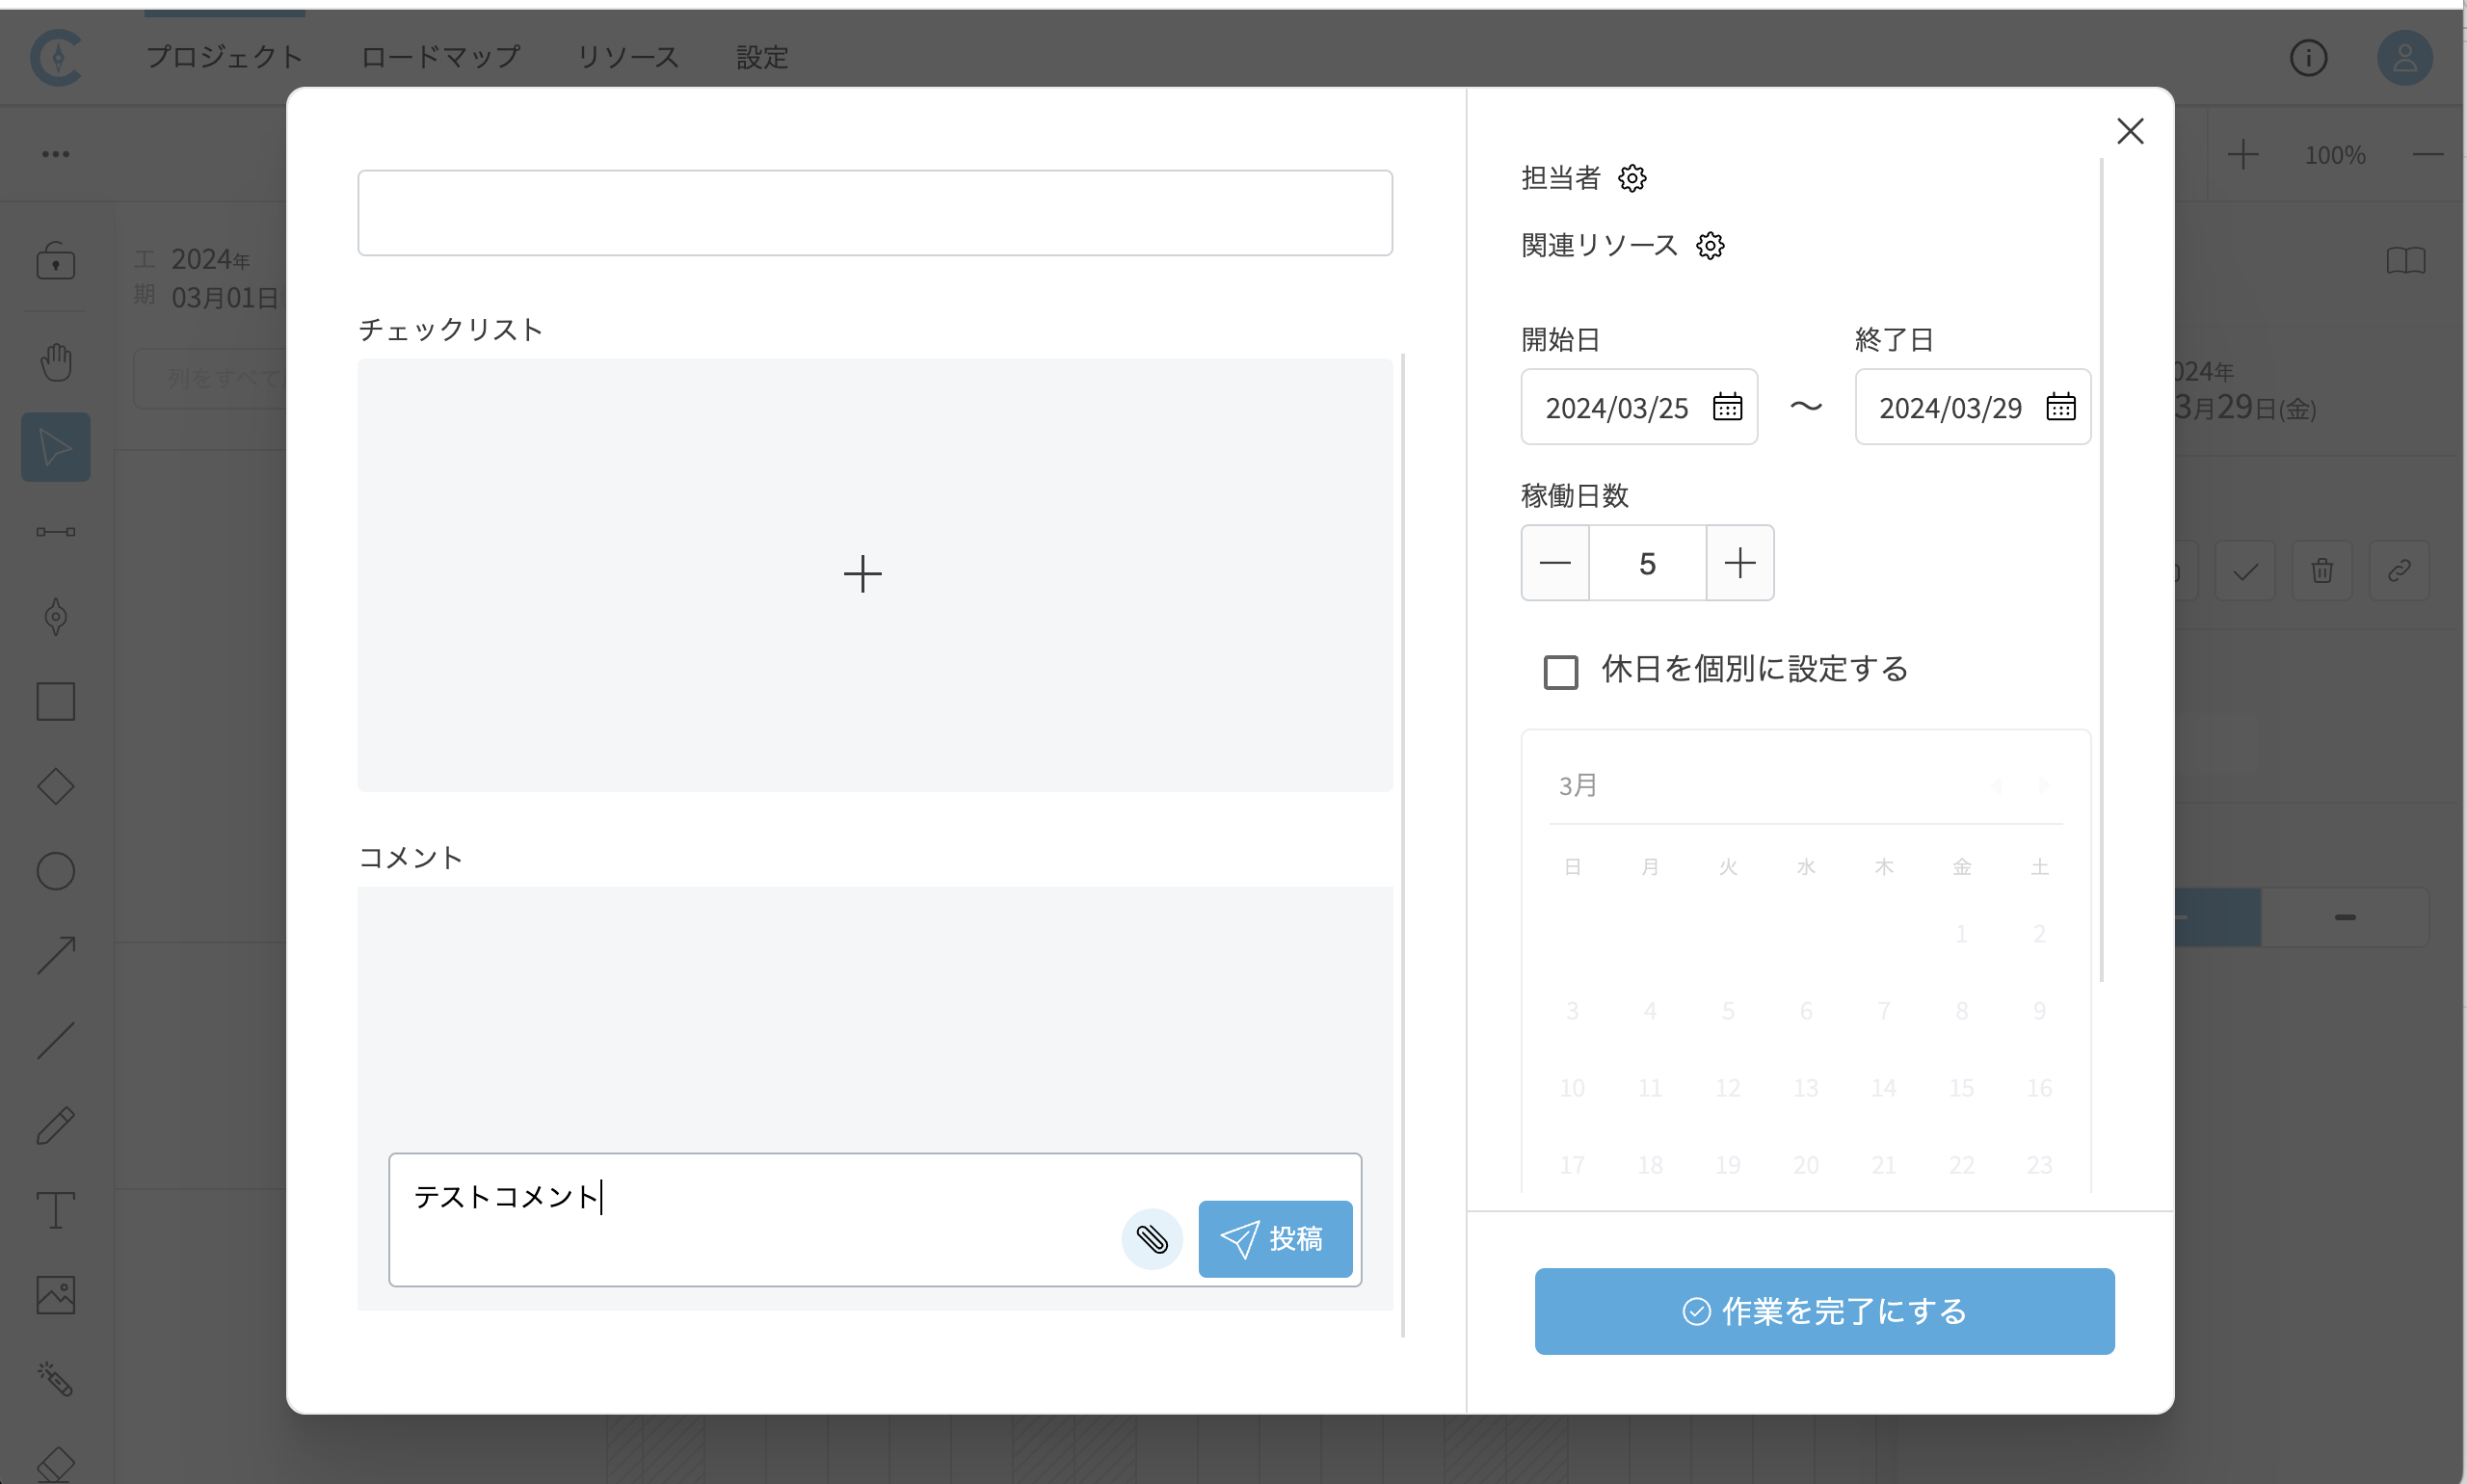 プロジェクト ロードマップ リソース 設定
100%
工期
2024年
03月01日
列をすべて
チェックリスト
コメント
テストコメント
投稿
担当者
関連リソース
開始日 終了日
2024/03/25 〜 2024/03/29
稼働日数
5
休日を個別に設定する
3月
日 月 火 水 木 金 土
1 2
3 4 5 6 7 8 9
10 11 12 13 14 15 16
17 18 19 20 21 22 23
作業を完了にする
024年
3月29日(金)